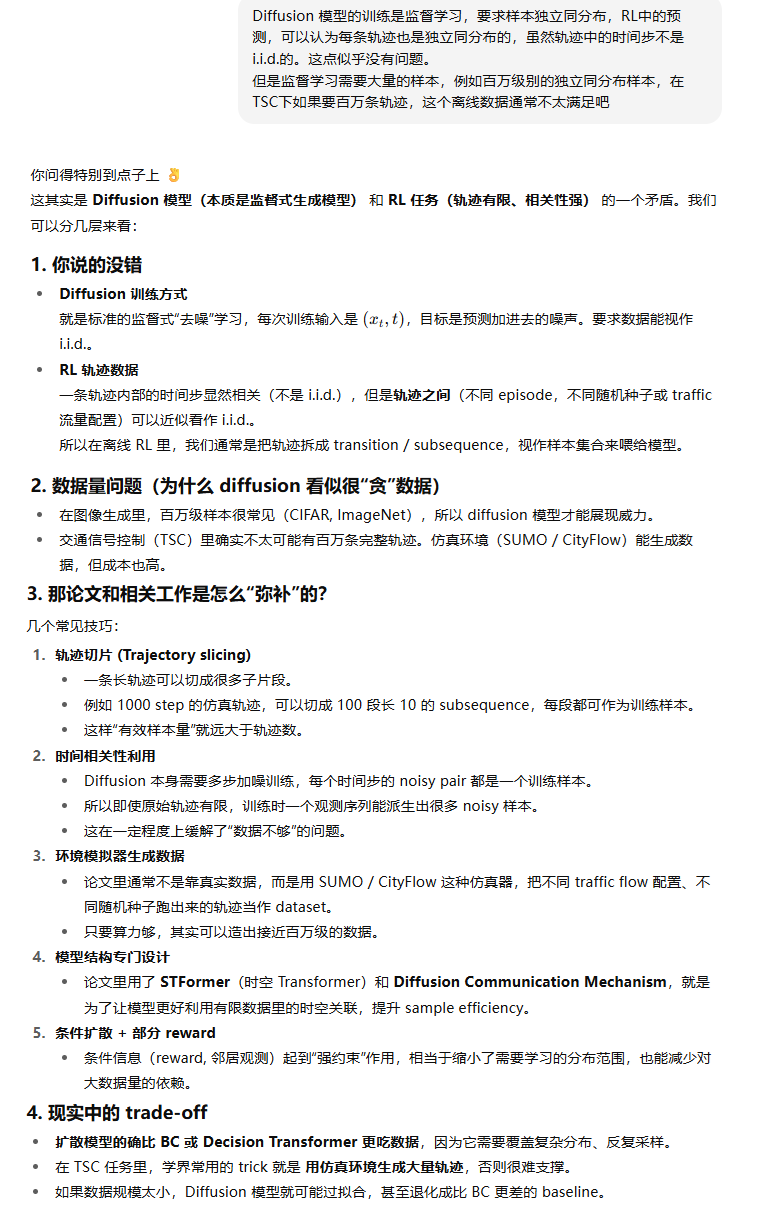 Diffusion 模型的训练是监督学习，要求样本独立同分布，RL中的预
测，可以认为每条轨迹也是独立同分布的，虽然轨迹中的时间步不是
i.i.d.的。这点似乎没有问题。
但是监督学习需要大量的样本，例如百万级别的独立同分布样本，在
TSC下如果要百万条轨迹，这个离线数据通常不太满足吧
你问得特别到点子上 👌
这其实是 Diffusion 模型（本质是监督式生成模型） 和 RL 任务（轨迹有限、相关性强） 的一个矛盾。我们
可以分几层来看：
1. 你说的没错
• Diffusion 训练方式
就是标准的监督式“去噪”学习，每次训练输入是 (x_t, t)，目标是预测加进去的噪声。要求数据能视作
i.i.d.。
• RL 轨迹数据
一条轨迹内部的时间步显然相关（不是 i.i.d.），但是轨迹之间（不同 episode，不同随机种子或 traffic
流量配置）可以近似看作 i.i.d.。
所以在离线 RL 里，我们通常是把轨迹拆成 transition / subsequence，视作样本集合来喂给模型。
2. 数据量问题（为什么 diffusion 看似很“贪”数据）
• 在图像生成里，百万级样本很常见（CIFAR, ImageNet），所以 diffusion 模型才能展现威力。
• 交通信号控制（TSC）里确实不太可能有百万条完整轨迹。仿真环境（SUMO / CityFlow）能生成数
据，但成本也高。
3. 那论文和相关工作是怎么“弥补”的？
几个常见技巧：
1. 轨迹切片 (Trajectory slicing)
• 一条长轨迹可以切成很多子片段。
• 例如 1000 step 的仿真轨迹，可以切成 100 段长 10 的 subsequence，每段都可作为训练样本。
• 这样“有效样本量”就远大于轨迹数。
2. 时间相关性利用
• Diffusion 本身需要多步加噪训练，每个时间步的 noisy pair 都是一个训练样本。
• 所以即使原始轨迹有限，训练时一个观测序列能派生出很多 noisy 样本。
• 这在一定程度上缓解了“数据不够”的问题。
3. 环境模拟器生成数据
• 论文里通常不是靠真实数据，而是用 SUMO / CityFlow 这种仿真器，把不同 traffic flow 配置、不
同随机种子跑出来的轨迹当作 dataset。
• 只要算力够，其实可以造出接近百万级的数据。
4. 模型结构专门设计
• 论文里用了 STFormer（时空 Transformer）和 Diffusion Communication Mechanism，就是
为了让模型更好利用有限数据里的时空关联，提升 sample efficiency。
5. 条件扩散 + 部分 reward
• 条件信息（reward, 邻居观测）起到“强约束”作用，相当于缩小了需要学习的分布范围，也能减少对
大数据量的依赖。
4. 现实中的 trade-off
• 扩散模型的确比 BC 或 Decision Transformer 更吃数据，因为它需要覆盖复杂分布、反复采样。
• 在 TSC 任务里，学界常用的 trick 就是 用仿真环境生成大量轨迹，否则很难支撑。
• 如果数据规模太小，Diffusion 模型就可能过拟合，甚至退化成比 BC 更差的 baseline。